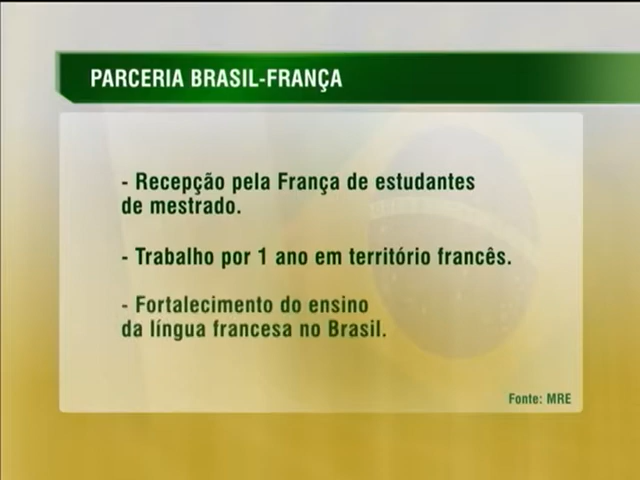 PARCERIA BRASIL-FRANÇA
- Recepção pela França de estudantes
de mestrado.
- Trabalho por 1 ano em território francês.
- Fortalecimento do ensino
da língua francesa no Brasil.
Fonte: MRE